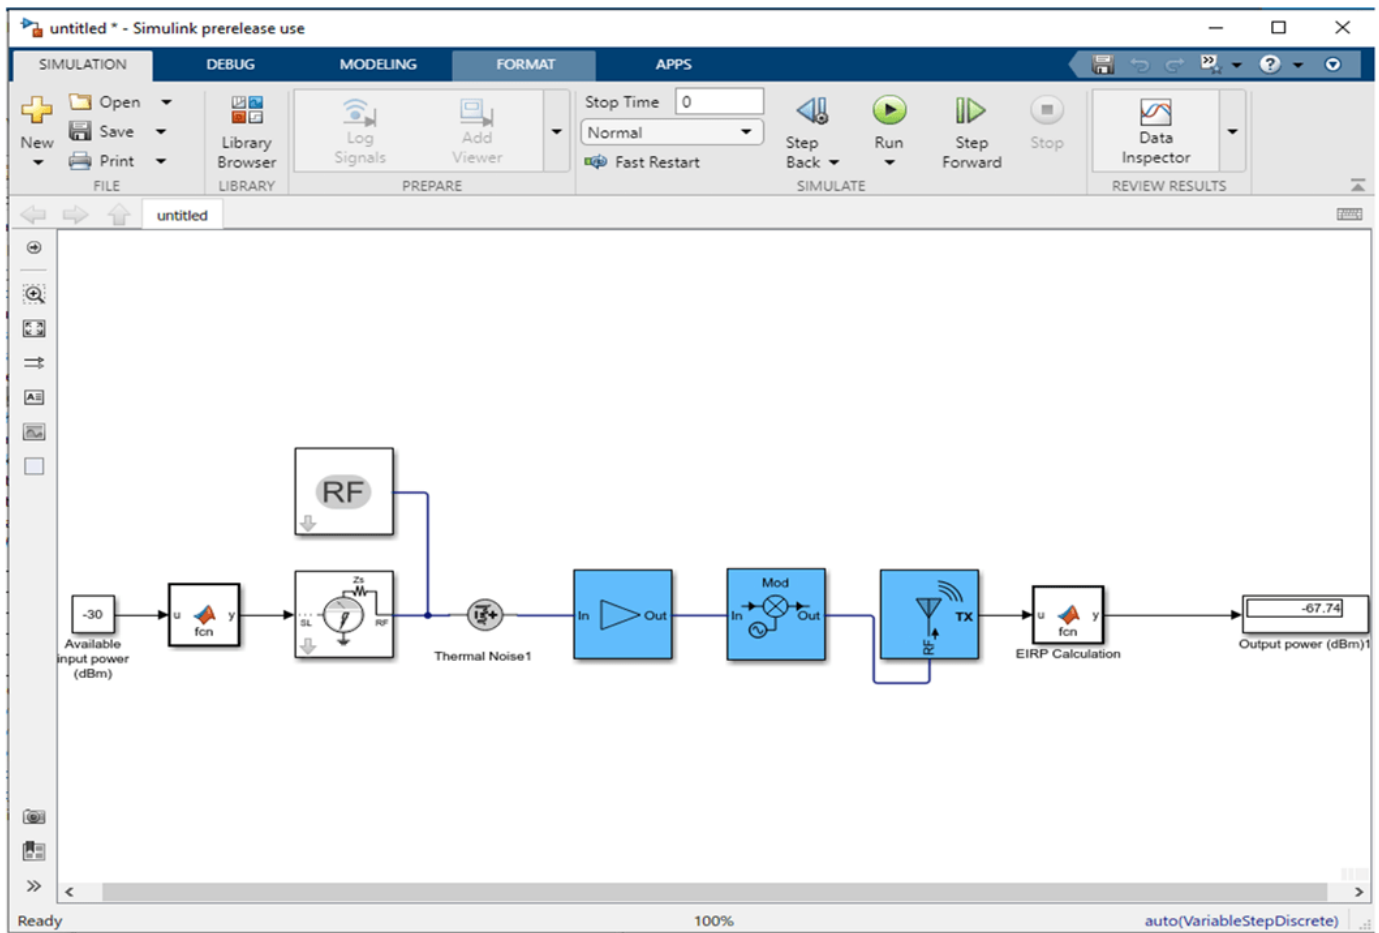 untitled * - Simulink prerelease use
SIMULATION DEBUG MODELING FORMAT APPS
New
Open
Save
Print
FILE
Library
Browser
LIBRARY
Log
Signals
Add
Viewer
PREPARE
Stop Time 0
Normal
Fast Restart
Step
Back
Run
Step
Forward
Stop
SIMULATE
Data
Inspector
REVIEW RESULTS
untitled
RF
-30
Available
input power
(dBm)
u y
fcn
Zs
SL RF
Thermal Noise1
In Out
Mod
In Out
TX
RF
u y
fcn
EIRP Calculation
-67.74
Output power (dBm)1
Ready 100% auto(VariableStepDiscrete)